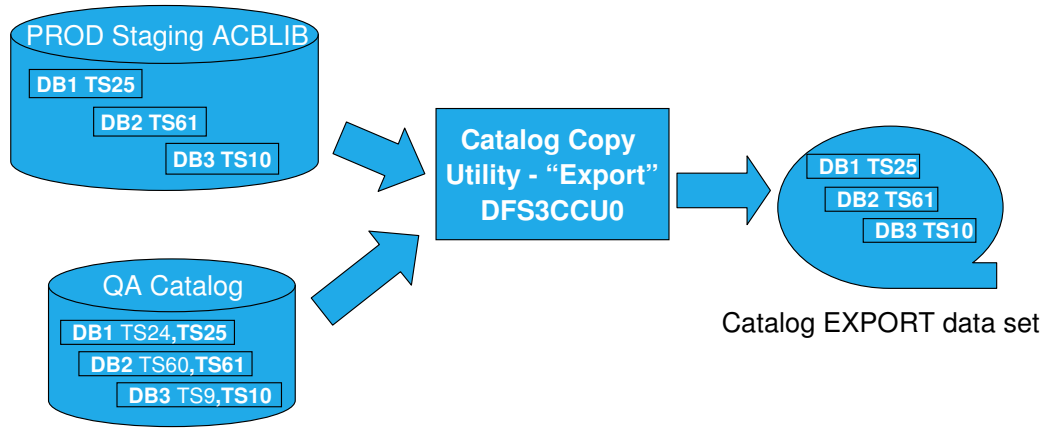 PROD Staging ACBLIB
DB1 TS25
DB2 TS61
DB3 TS10
Catalog Copy
Utility - “Export”
DFS3CCU0
DB1 TS25
DB2 TS61
DB3 TS10
Catalog EXPORT data set
QA Catalog
DB1 TS24,TS25
DB2 TS60,TS61
DB3 TS9,TS10